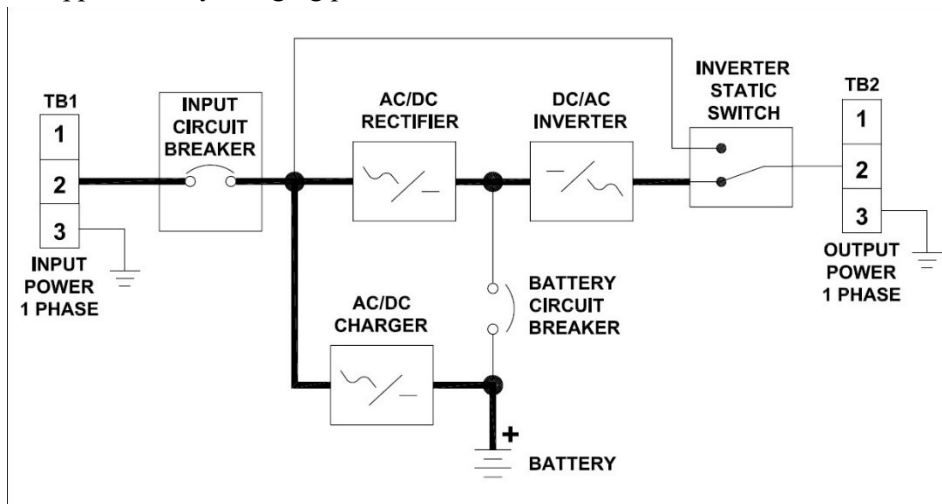 TB1
1
2
3
INPUT
POWER
1 PHASE
INPUT
CIRCUIT
BREAKER
AC/DC
RECTIFIER
DC/AC
INVERTER
INVERTER
STATIC
SWITCH
TB2
1
2
3
OUTPUT
POWER
1 PHASE
AC/DC
CHARGER
BATTERY
CIRCUIT
BREAKER
+
BATTERY